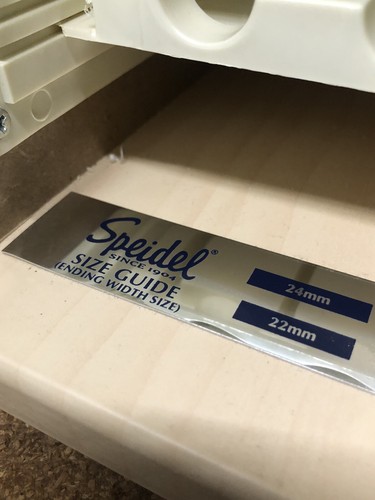 Speidel®
SINCE 1904
SIZE GUIDE
(ENDING WIDTH SIZE)
24mm
22mm